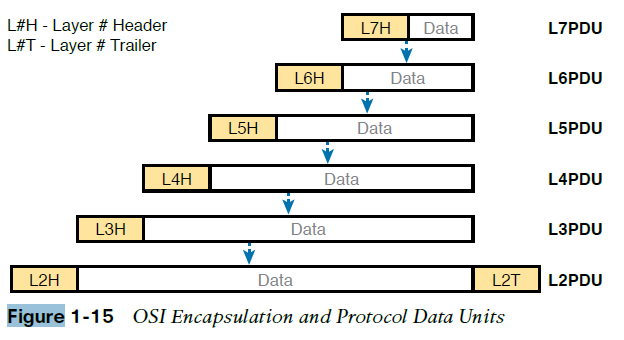 L#H - Layer # Header
L#T - Layer # Trailer
L7H Data L7PDU
L6H Data L6PDU
L5H Data L5PDU
L4H Data L4PDU
L3H Data L3PDU
L2H Data L2T L2PDU
Figure 1-15 OSI Encapsulation and Protocol Data Units